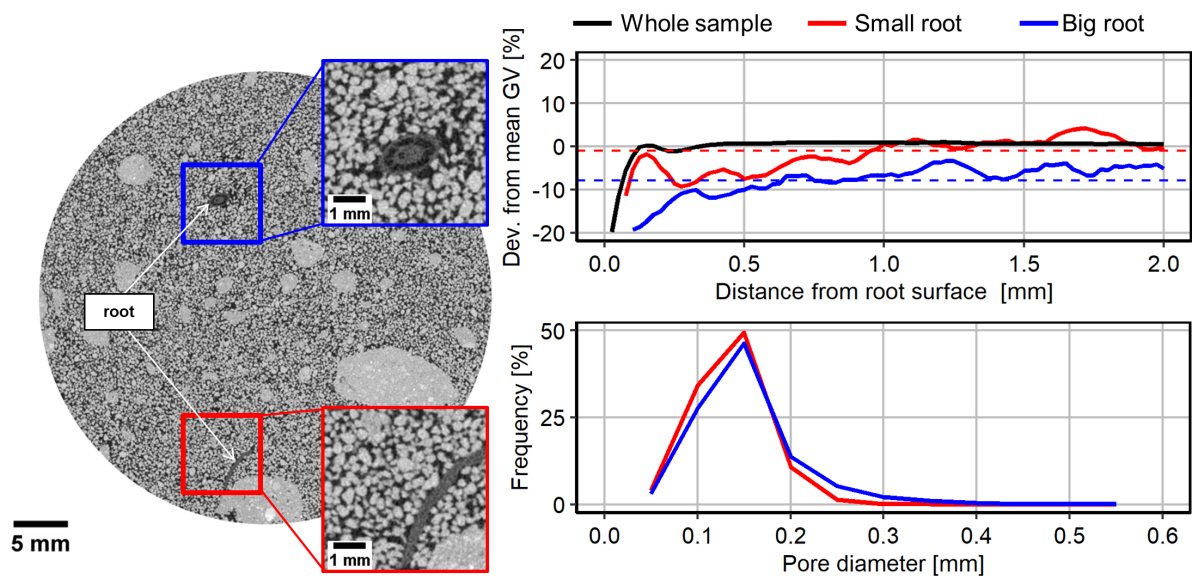 Whole sample
Small root
Big root
1 mm
root
5 mm
1 mm
Dev. from mean GV [%]
20
10
0
-10
-20
0.0
0.5
1.0
1.5
2.0
Distance from root surface [mm]
Frequency [%]
50
25
0
0.0
0.1
0.2
0.3
0.4
0.5
0.6
Pore diameter [mm]